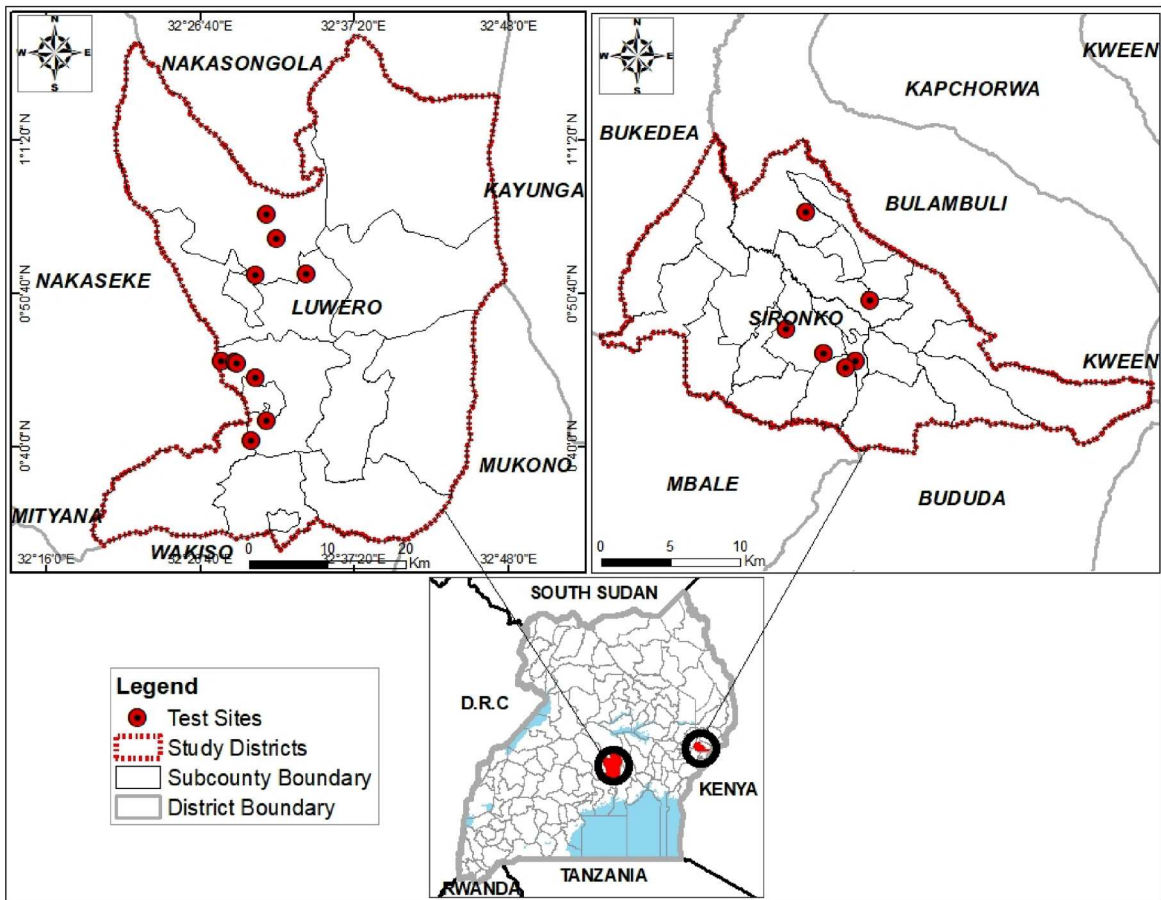 32°26'40"E 32°37'20"E 32°48'0"E
N
W E
S
NAKASONGOLA
1°11'20"N
KAYUNGA
NAKASEKE
0°50'40"N
LUWERO
0°40'0"N
MUKONO
MITYANA
WAKISO
0 10 20
Km
32°16'0"E 32°26'40"E 32°37'20"E 32°48'0"E
N
W E
S
KWEEN
KAPCHORWA
BUKEDEA
1°11'20"N
BULAMBULI
0°50'40"N
SIRONKO
KWEEN
0°40'0"N
MBALE
BUDUDA
0 5 10
Km
SOUTH SUDAN
D.R.C
KENYA
TANZANIA
RWANDA
Legend
Test Sites
Study Districts
Subcounty Boundary
District Boundary